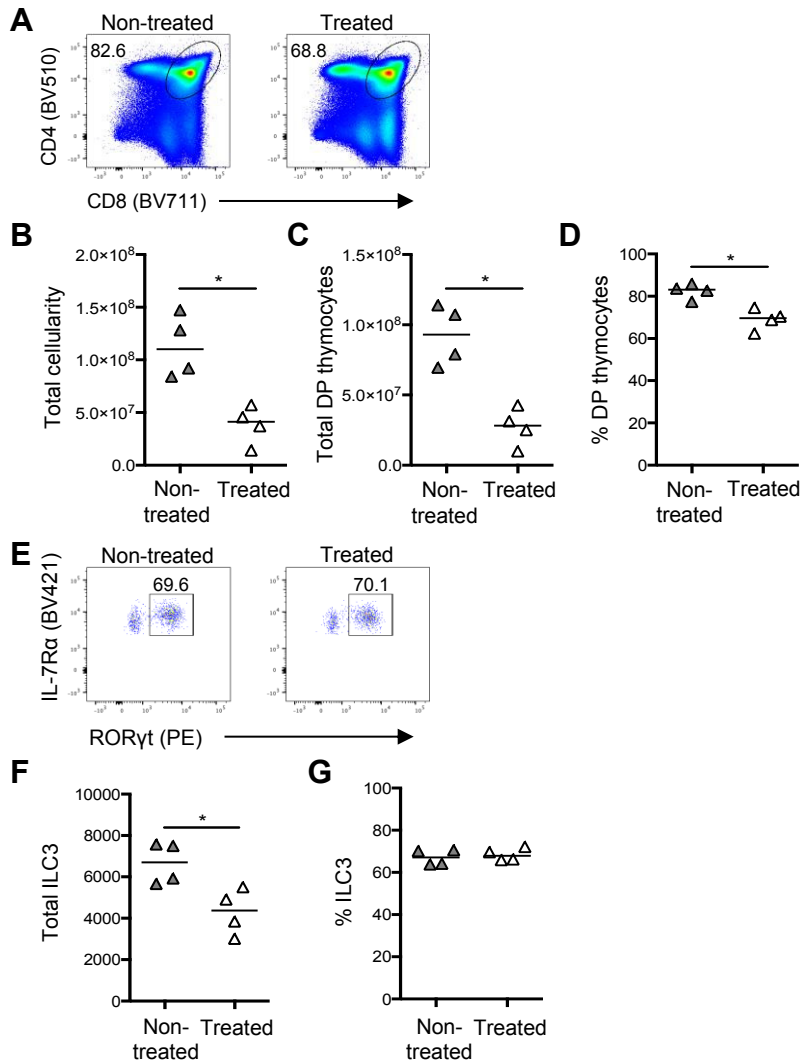 A
Non-treated
Treated
82.6
68.8
CD4 (BV510)
CD8 (BV711)
B
C
D
Total cellularity
2.0×10⁸
1.5×10⁸
1.0×10⁸
5.0×10⁷
0.0
*
Non-
treated
Treated
Total DP thymocytes
1.5×10⁸
1.0×10⁸
5.0×10⁷
0.0
*
Non-
treated
Treated
% DP thymocytes
100
80
60
40
20
0
*
Non-
treated
Treated
E
Non-treated
Treated
69.6
70.1
IL-7Rα (BV421)
RORγt (PE)
F
G
Total ILC3
10000
8000
6000
4000
2000
0
*
Non-
treated
Treated
% ILC3
100
80
60
40
20
0
Non-
treated
Treated